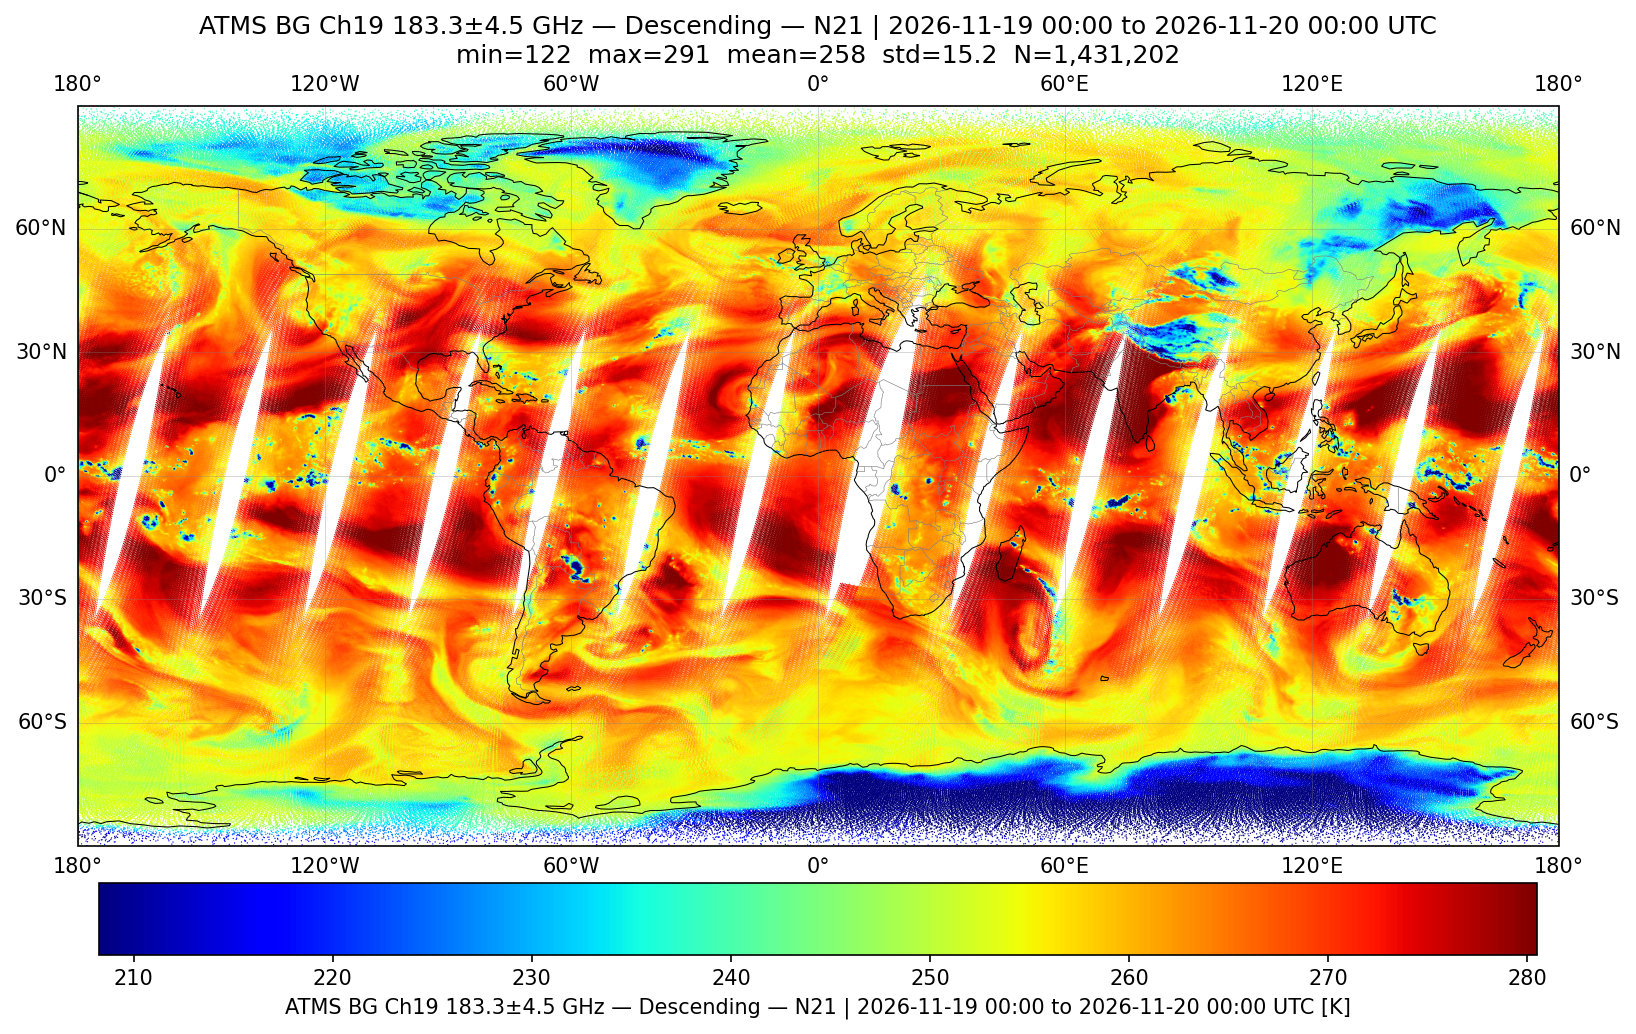 ATMS BG Ch19 183.3±4.5 GHz — Descending — N21 | 2026-11-19 00:00 to 2026-11-20 00:00 UTC
min=122  max=291  mean=258  std=15.2  N=1,431,202
180° 120°W 60°W 0° 60°E 120°E 180°
60°N 60°N
30°N 30°N
0° 0°
30°S 30°S
60°S 60°S
180° 120°W 60°W 0° 60°E 120°E 180°
210 220 230 240 250 260 270 280
ATMS BG Ch19 183.3±4.5 GHz — Descending — N21 | 2026-11-19 00:00 to 2026-11-20 00:00 UTC [K]